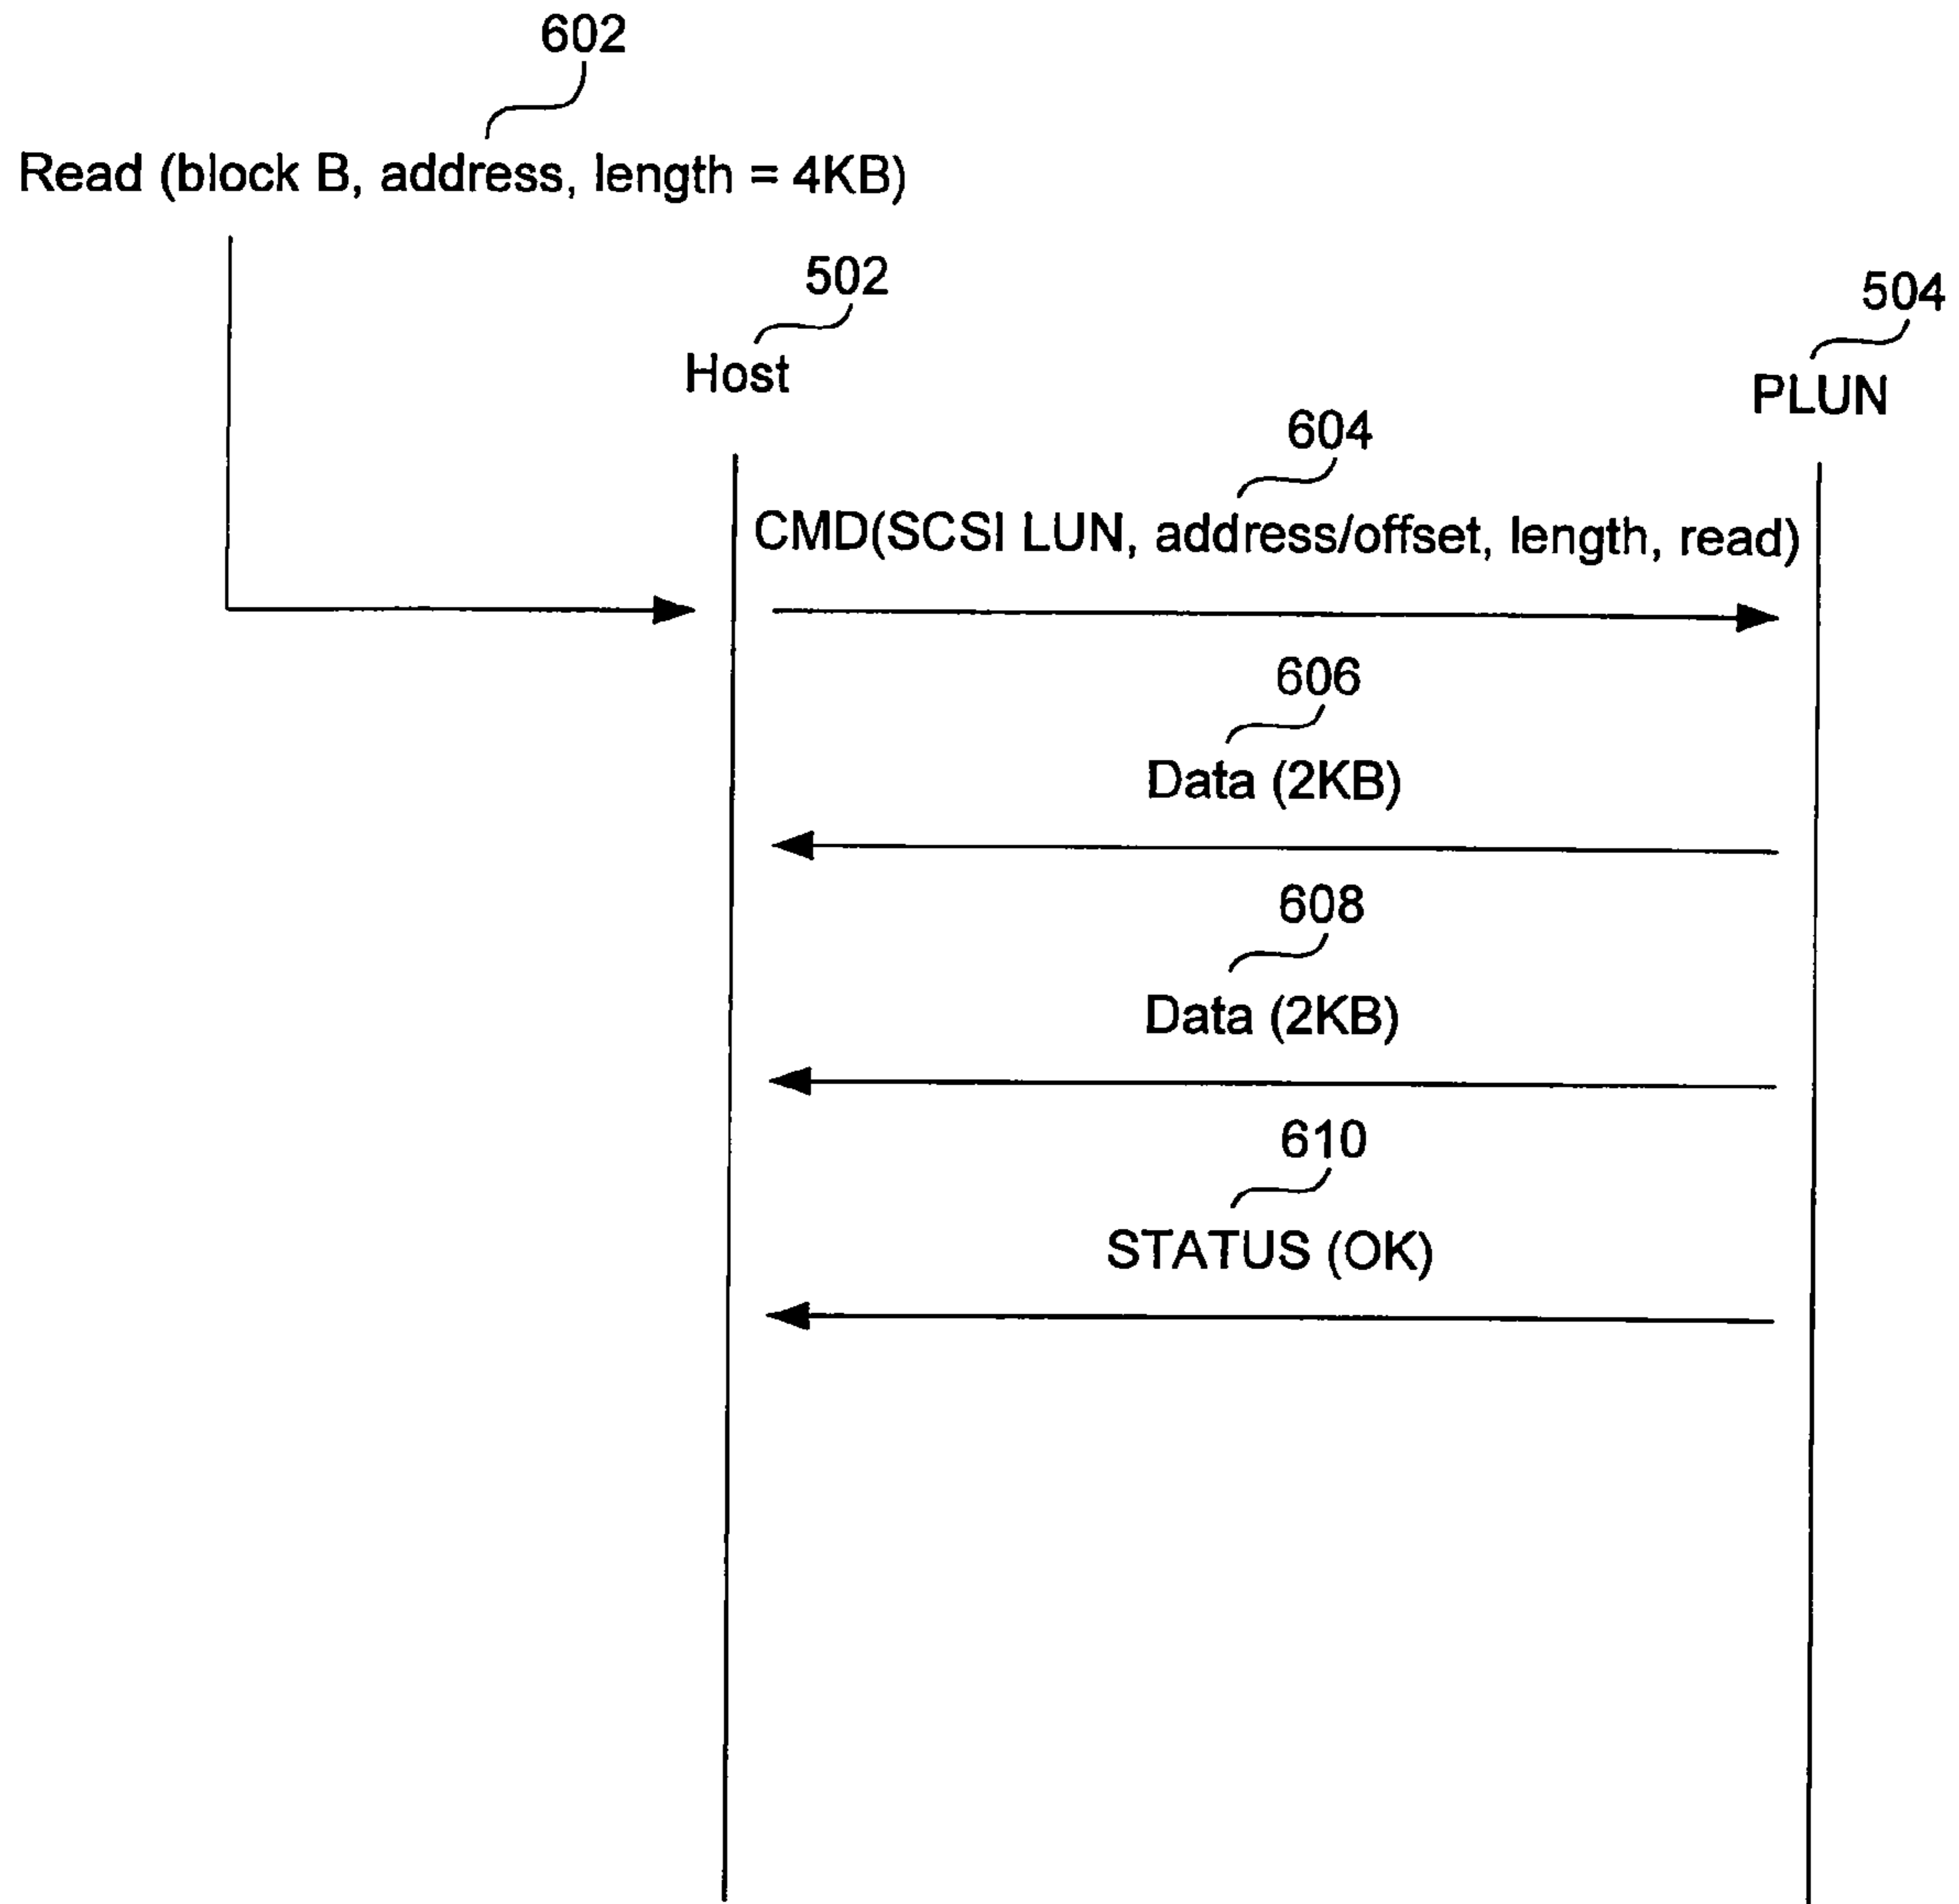 602
Read (block B, address, length = 4KB)
502
504
Host
PLUN
604
CMD(SCSI LUN, address/offset, length, read)
606
Data (2KB)
608
Data (2KB)
610
STATUS (OK)